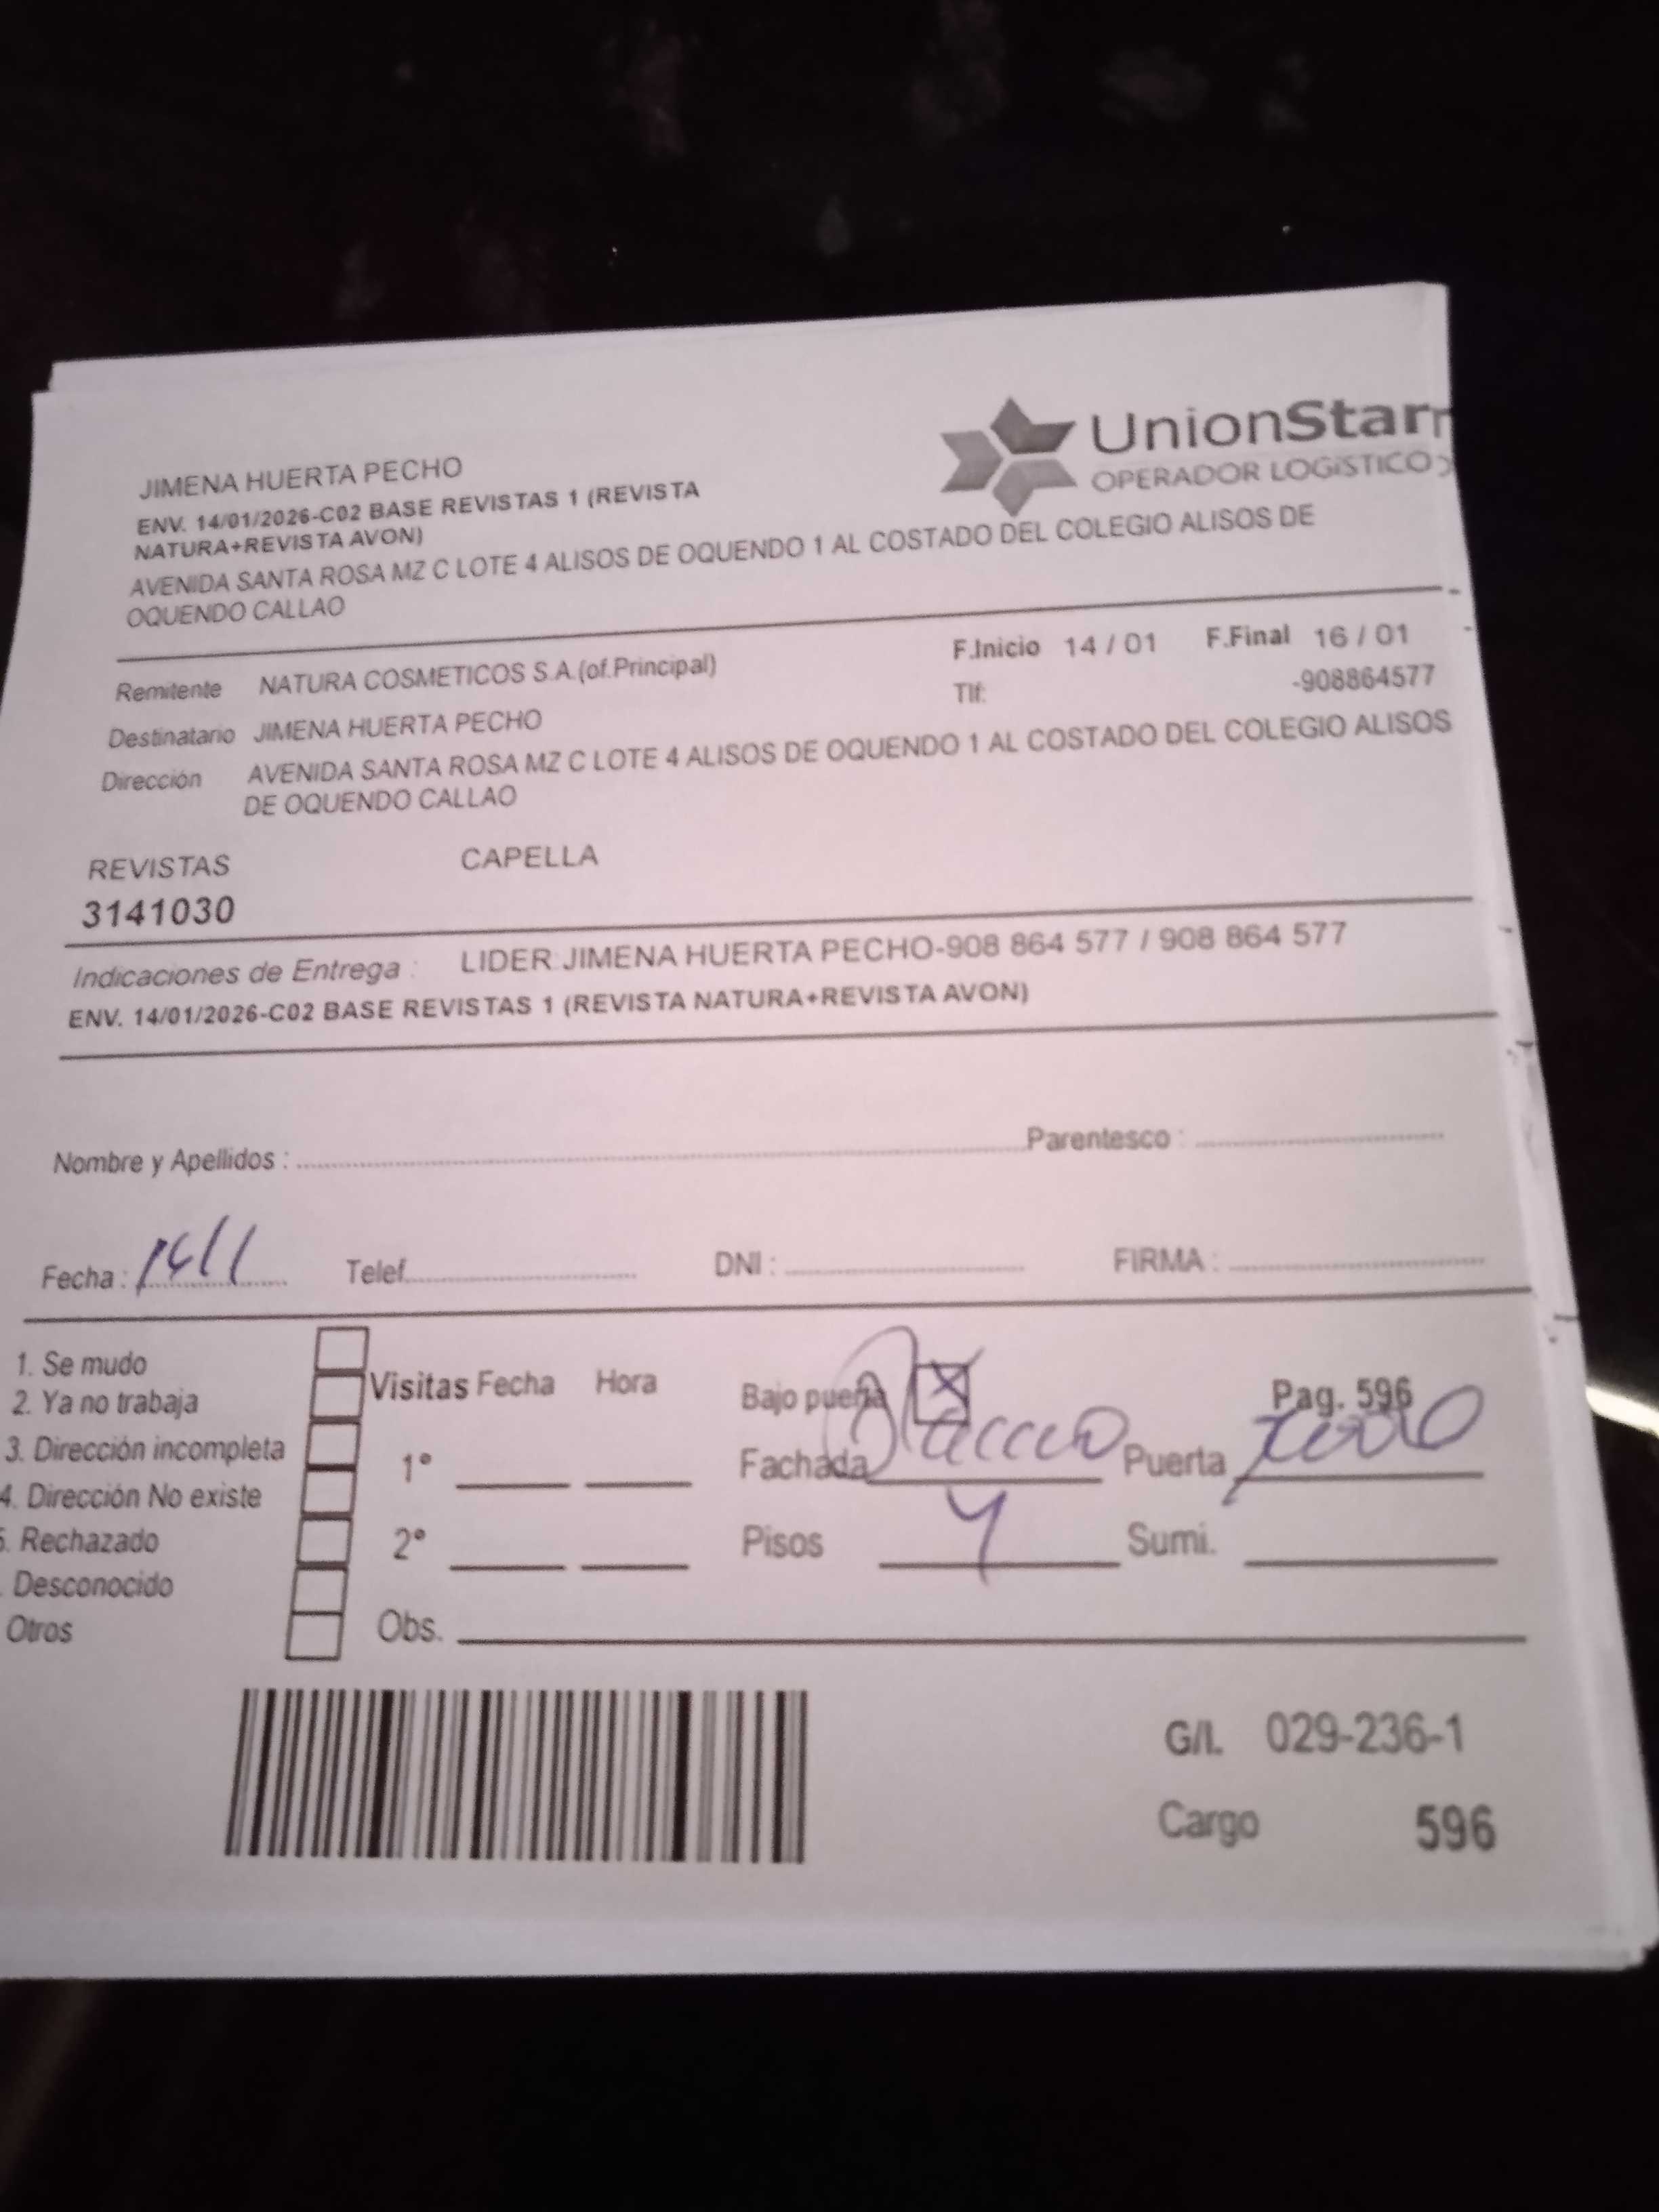 UnionStar
OPERADOR LOGÍSTICO
JIMENA HUERTA PECHO
ENV. 14/01/2026-C02 BASE REVISTAS 1 (REVISTA
NATURA+REVISTA AVON)
AVENIDA SANTA ROSA MZ C LOTE 4 ALISOS DE OQUENDO 1 AL COSTADO DEL COLEGIO ALISOS DE
OQUENDO CALLAO
Remitente NATURA COSMETICOS S.A.(of.Principal) F.Inicio 14 / 01 F.Final 16 / 01
Tlf: -908864577
Destinatario JIMENA HUERTA PECHO
Dirección AVENIDA SANTA ROSA MZ C LOTE 4 ALISOS DE OQUENDO 1 AL COSTADO DEL COLEGIO ALISOS
DE OQUENDO CALLAO
REVISTAS CAPELLA
3141030
Indicaciones de Entrega : LIDER JIMENA HUERTA PECHO-908 864 577 / 908 864 577
ENV. 14/01/2026-C02 BASE REVISTAS 1 (REVISTA NATURA+REVISTA AVON)
Nombre y Apellidos : Parentesco :
Fecha : Telef. DNI : FIRMA :
1. Se mudo
2. Ya no trabaja
3. Dirección incompleta
4. Dirección No existe
5. Rechazado
. Desconocido
Otros
Visitas Fecha Hora Bajo puerta X Pag. 596
1° Fachada Puerta
2° Pisos 4 Sumi.
Obs.
G/I. 029-236-1
Cargo 596